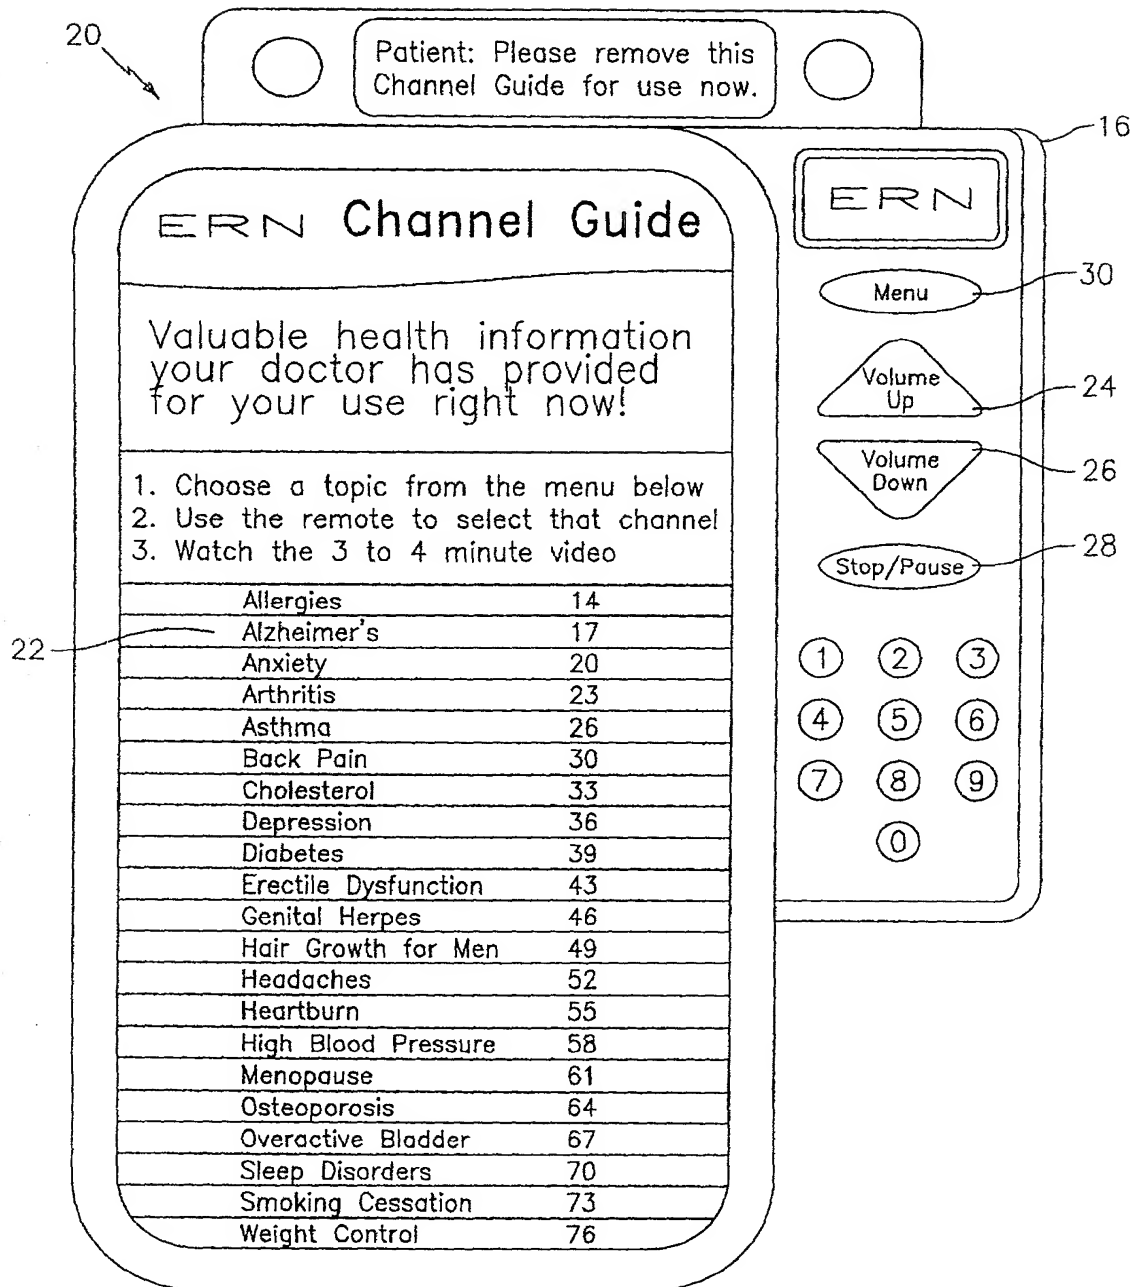 20
Patient: Please remove this
Channel Guide for use now.
16
ERN Channel Guide
Valuable health information
your doctor has provided
for your use right now!
1. Choose a topic from the menu below
2. Use the remote to select that channel
3. Watch the 3 to 4 minute video
22
Allergies 14
Alzheimer's 17
Anxiety 20
Arthritis 23
Asthma 26
Back Pain 30
Cholesterol 33
Depression 36
Diabetes 39
Erectile Dysfunction 43
Genital Herpes 46
Hair Growth for Men 49
Headaches 52
Heartburn 55
High Blood Pressure 58
Menopause 61
Osteoporosis 64
Overactive Bladder 67
Sleep Disorders 70
Smoking Cessation 73
Weight Control 76
ERN
Menu
30
Volume
Up
24
Volume
Down
26
Stop/Pause
28
1 2 3
4 5 6
7 8 9
0